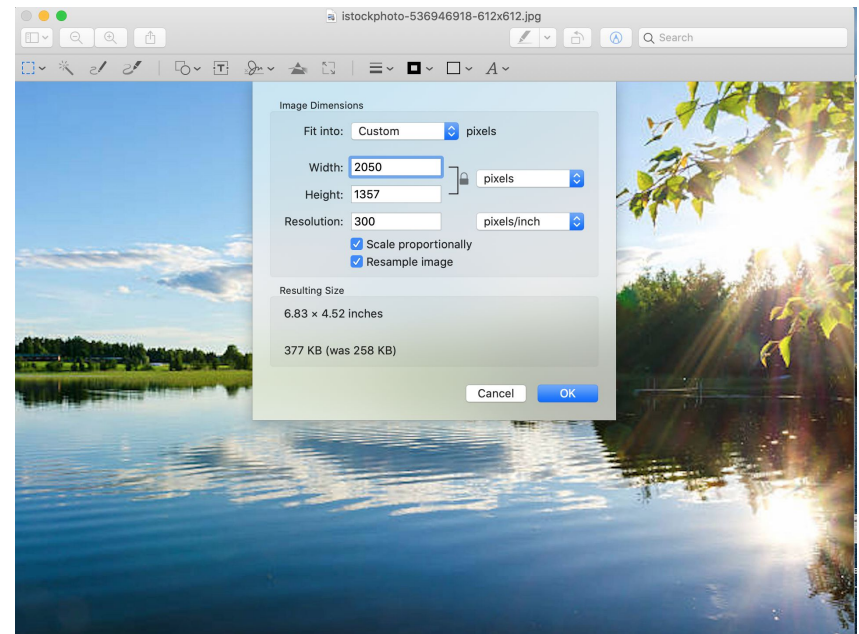 istockphoto-536946918-612x612.jpg
Search
T
A
Image Dimensions
Fit into: Custom pixels
Width: 2050
pixels
Height: 1357
Resolution: 300 pixels/inch
Scale proportionally
Resample image
Resulting Size
6.83 × 4.52 inches
377 KB (was 258 KB)
Cancel OK